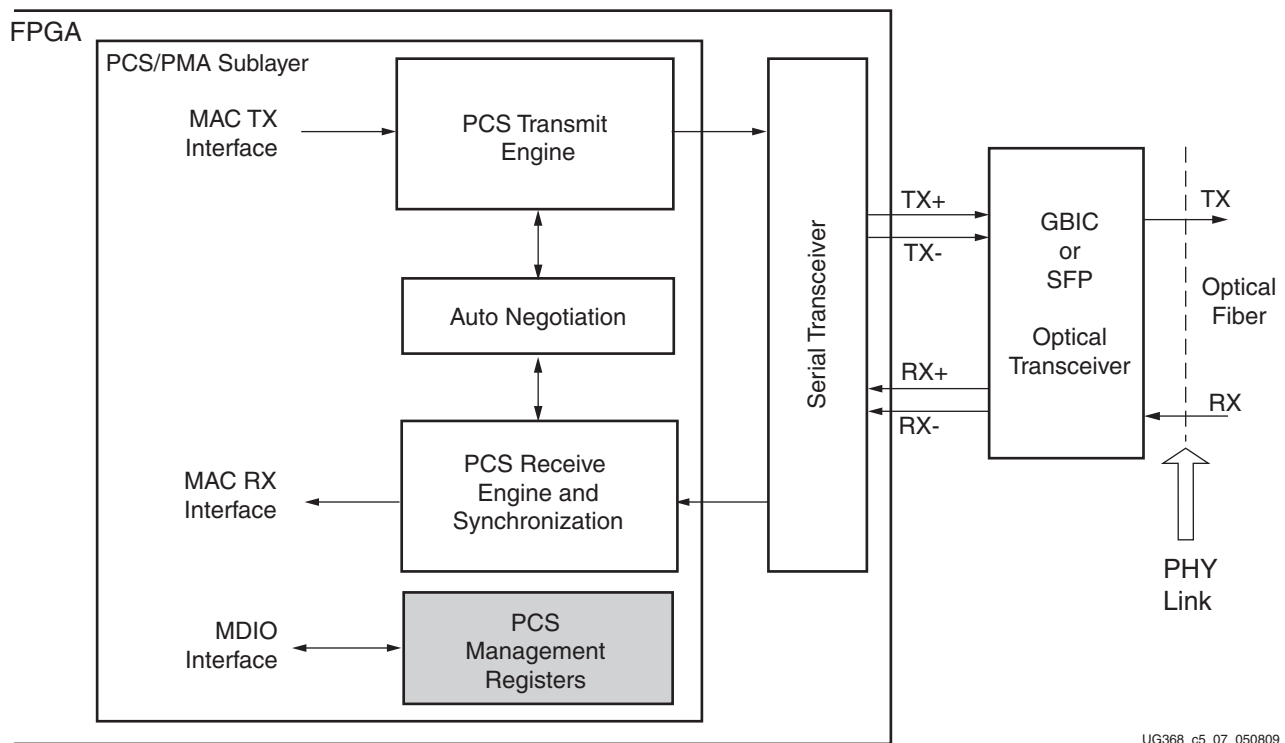 FPGA
PCS/PMA Sublayer
MAC TX
Interface
PCS Transmit
Engine
Auto Negotiation
MAC RX
Interface
PCS Receive
Engine and
Synchronization
MDIO
Interface
PCS
Management
Registers
Serial Transceiver
TX+
TX-
RX+
RX-
GBIC
or
SFP
Optical
Transceiver
TX
Optical
Fiber
RX
PHY
Link
UG368_c5_07_050809